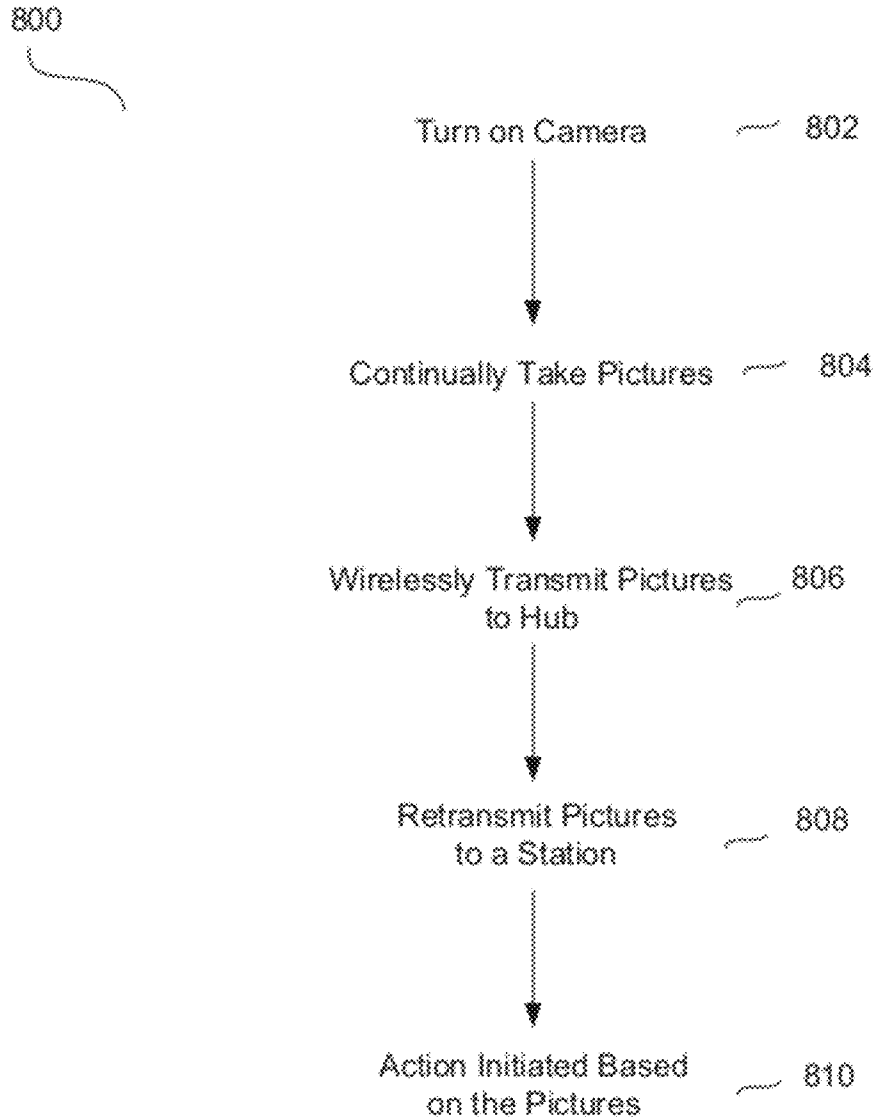 800
Turn on Camera 802
Continually Take Pictures 804
Wirelessly Transmit Pictures 806
to Hub
Retransmit Pictures 808
to a Station
Action Initiated Based 810
on the Pictures